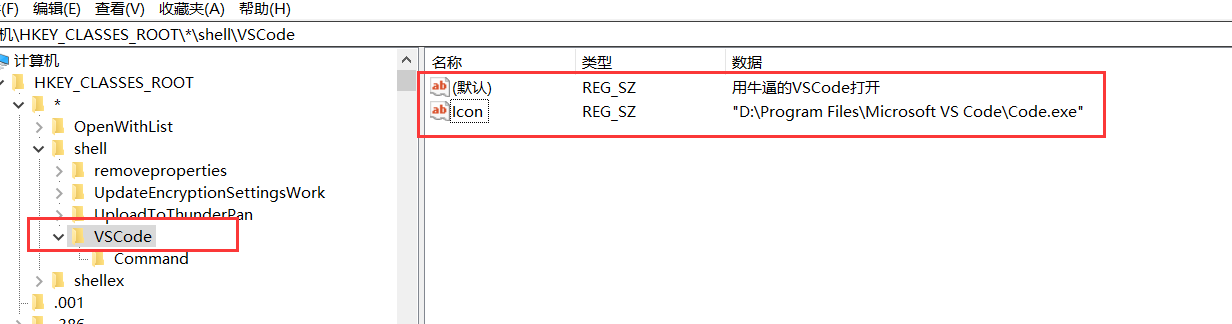 (F) 编辑(E) 查看(V) 收藏夹(A) 帮助(H)
机\HKEY_CLASSES_ROOT\*\shell\VSCode
计算机
HKEY_CLASSES_ROOT
*
OpenWithList
shell
removeproperties
UpdateEncryptionSettingsWork
UploadToThunderPan
VSCode
Command
shellex
.001
.386
名称 类型 数据
ab (默认) REG_SZ 用牛逼的VSCode打开
ab Icon REG_SZ "D:\Program Files\Microsoft VS Code\Code.exe"